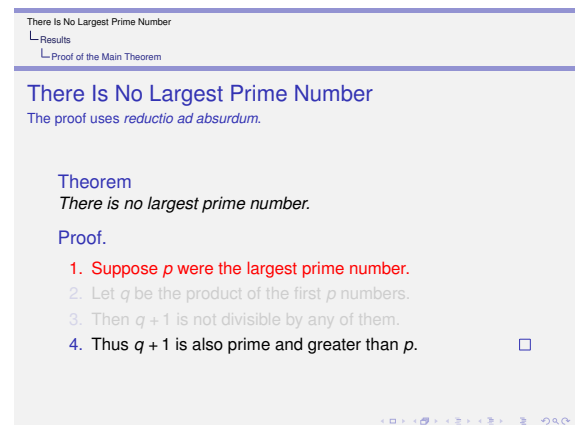 There Is No Largest Prime Number
Results
Proof of the Main Theorem
There Is No Largest Prime Number
The proof uses reductio ad absurdum.
Theorem
There is no largest prime number.
Proof.
1. Suppose p were the largest prime number.
2. Let q be the product of the first p numbers.
3. Then q + 1 is not divisible by any of them.
4. Thus q + 1 is also prime and greater than p. □